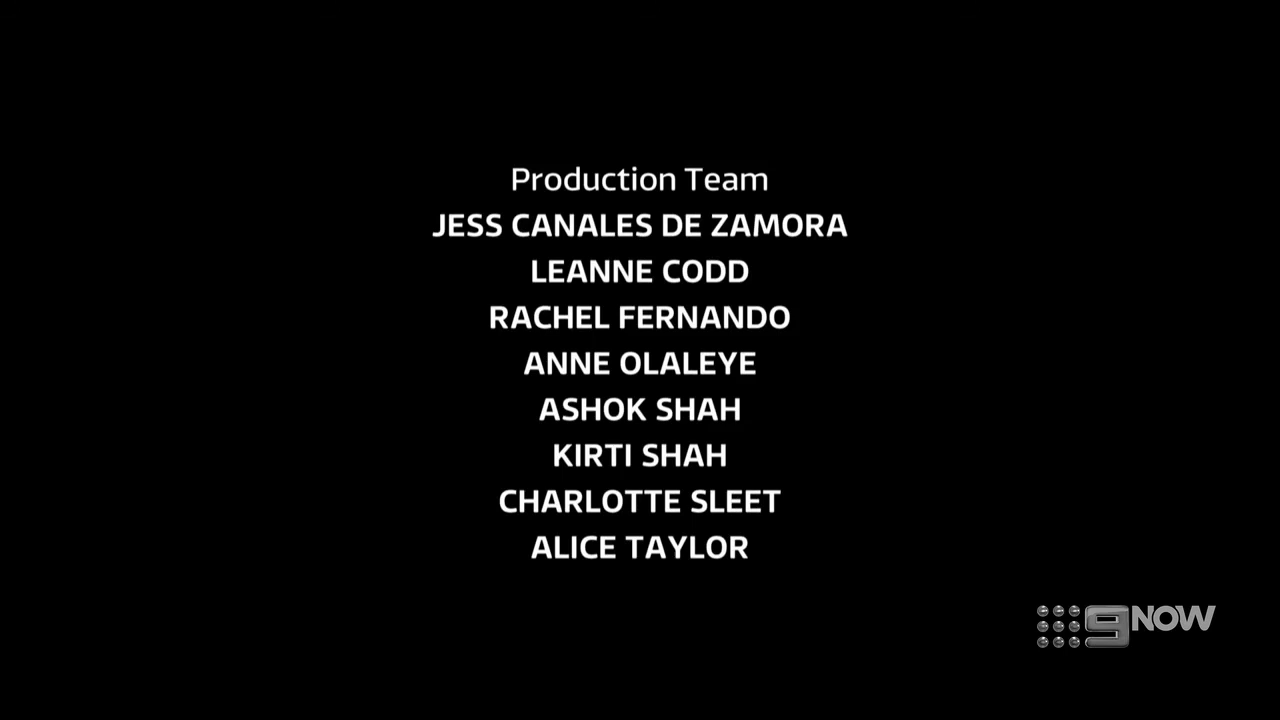 Production Team
JESS CANALES DE ZAMORA
LEANNE CODD
RACHEL FERNANDO
ANNE OLALEYE
ASHOK SHAH
KIRTI SHAH
CHARLOTTE SLEET
ALICE TAYLOR
9NOW